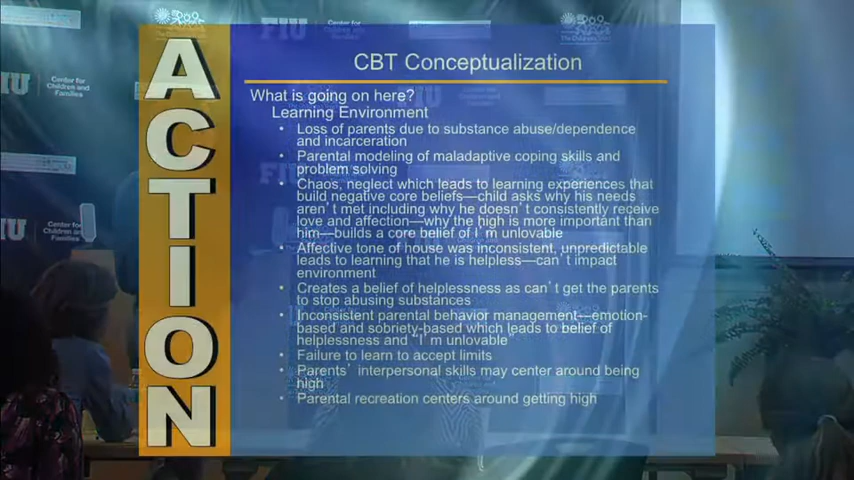 ACTION
CBT Conceptualization
What is going on here?
Learning Environment
• Loss of parents due to substance abuse/dependence
and incarceration
• Parental modeling of maladaptive coping skills and
problem solving
• Chaos, neglect which leads to learning experiences that
build negative core beliefs—child asks why his needs
aren't met including why he doesn't consistently receive
love and affection—why the high is more important than
him—builds a core belief of I'm unlovable
• Affective tone of house was inconsistent, unpredictable
leads to learning that he is helpless—can't impact
environment
• Creates a belief of helplessness as can't get the parents
to stop abusing substances
• Inconsistent parental behavior management—emotion-
based and sobriety-based which leads to belief of
helplessness and "I'm unlovable"
• Failure to learn to accept limits
• Parents' interpersonal skills may center around being
high
• Parental recreation centers around getting high
FIU
Center for
Children and
Families
FIU
Center for
FIU
Center for
Children and
Families